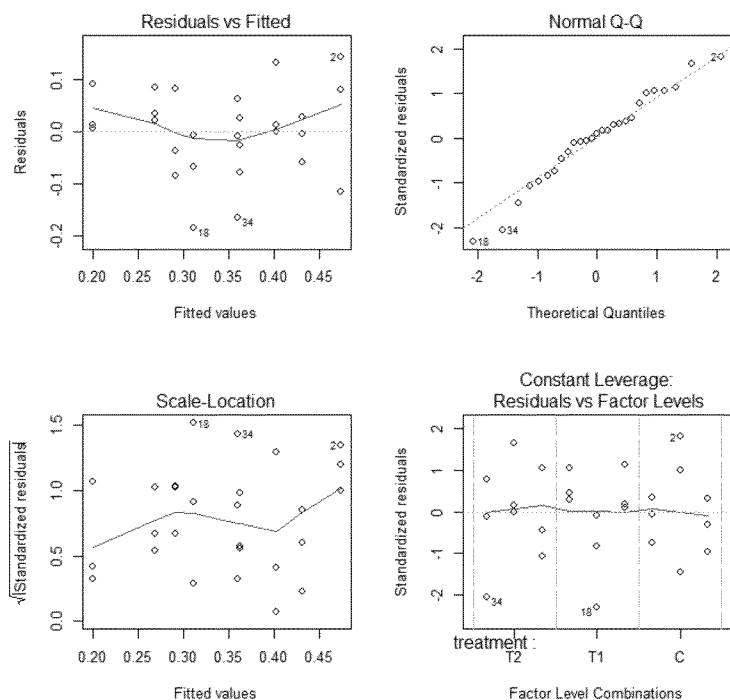 Residuals vs Fitted
Residuals
0.1
0.0
-0.1
-0.2
2
18
34
0.20 0.25 0.30 0.35 0.40 0.45
Fitted values
Normal Q-Q
Standardized residuals
2
1
0
-1
-2
2
34
18
-2 -1 0 1 2
Theoretical Quantiles
Scale-Location
√|Standardized residuals|
1.5
1.0
0.5
0.0
18
34
2
0.20 0.25 0.30 0.35 0.40 0.45
Fitted values
Constant Leverage:
Residuals vs Factor Levels
Standardized residuals
2
1
0
-1
-2
2
34
18
treatment :
T2 T1 C
Factor Level Combinations